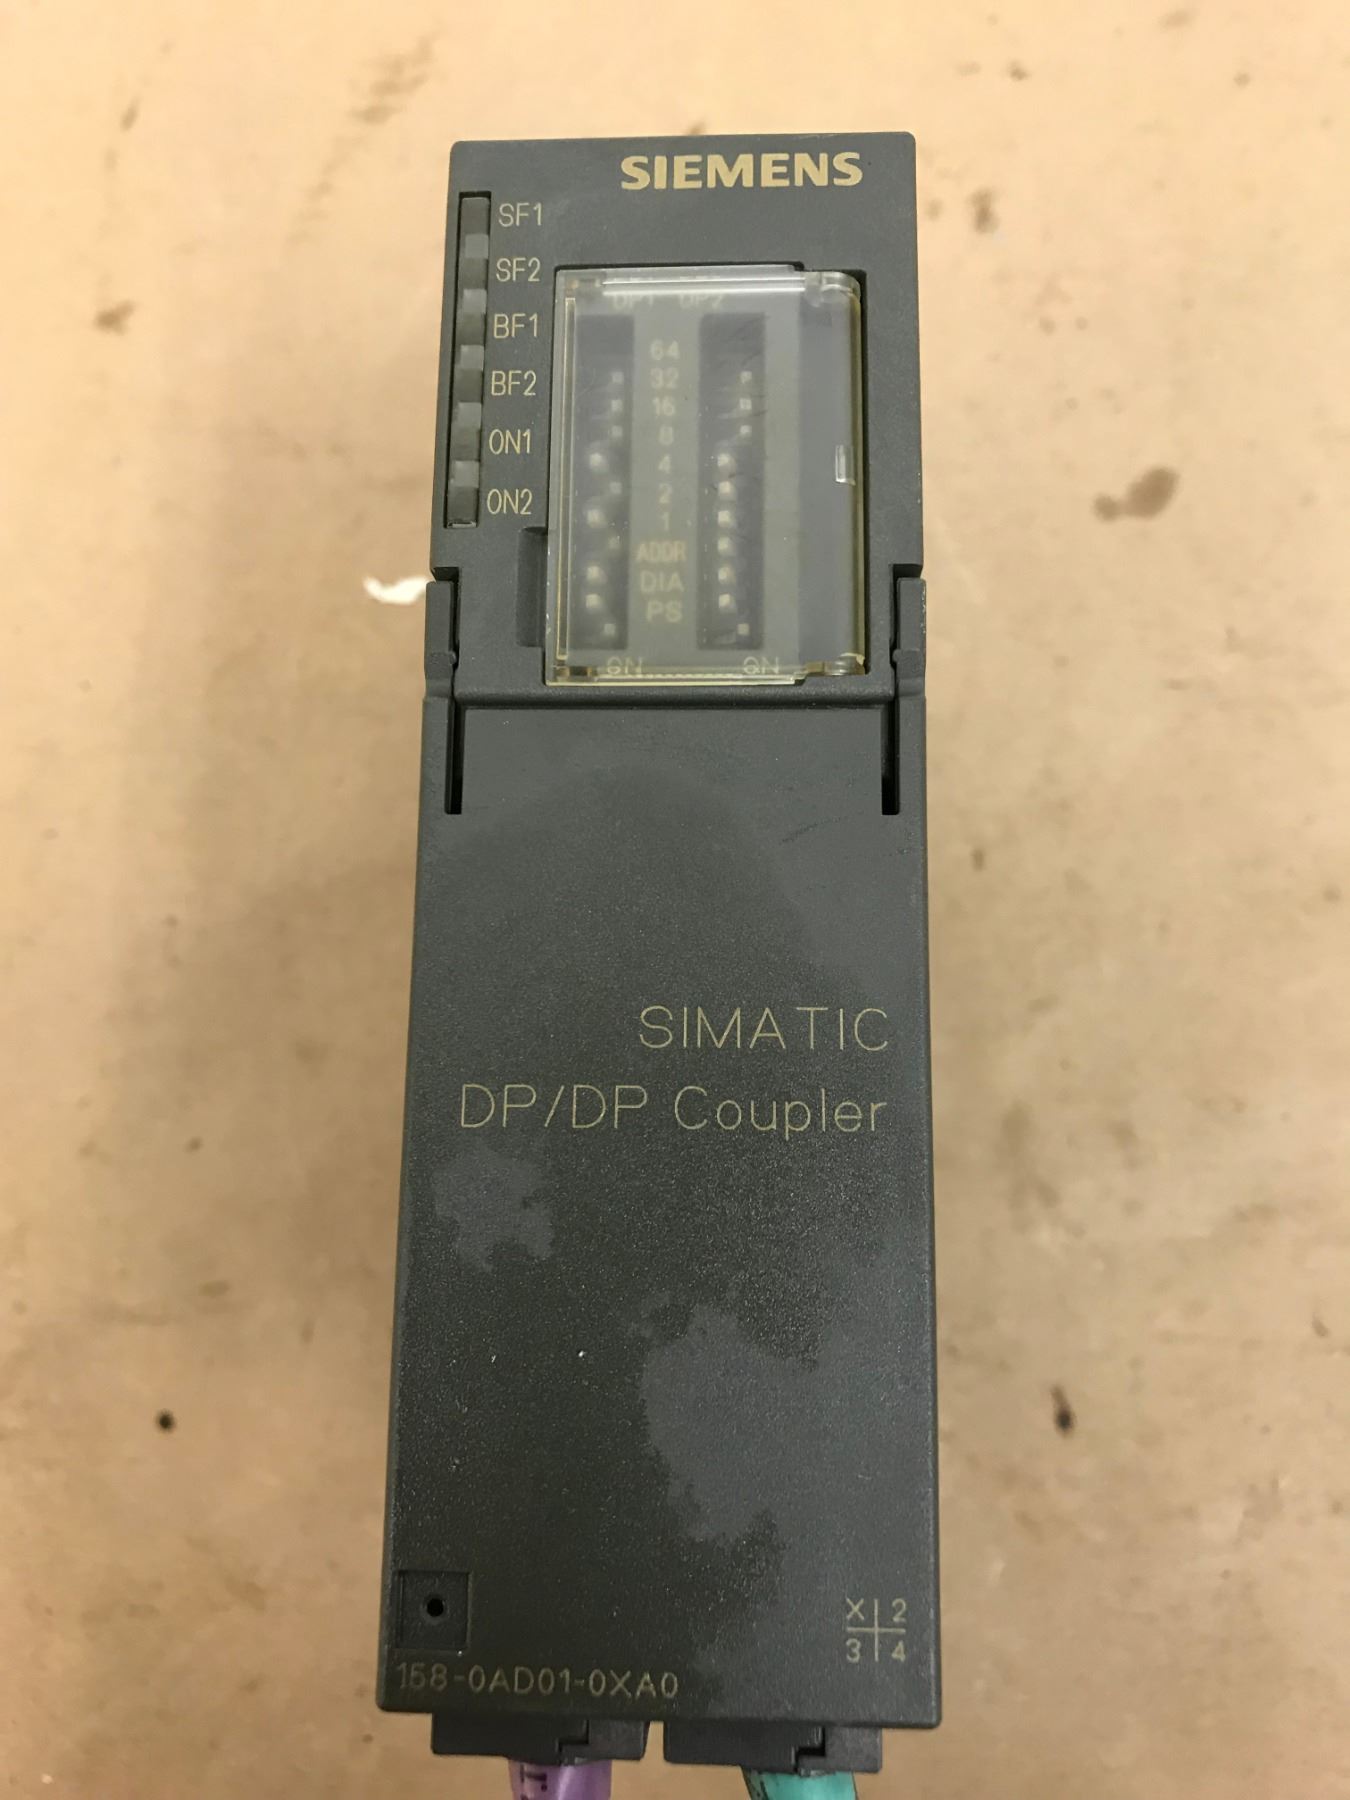 SIEMENS
SF1
SF2
BF1
BF2
ON1
ON2
DP1 DP2
64
32
16
8
4
2
1
ADDR
DIA
PS
ON ON
SIMATIC
DP/DP Coupler
X 2
3 4
158-0AD01-0XA0